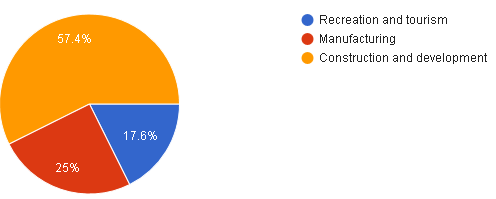 57.4%
25%
17.6%
Recreation and tourism
Manufacturing
Construction and development